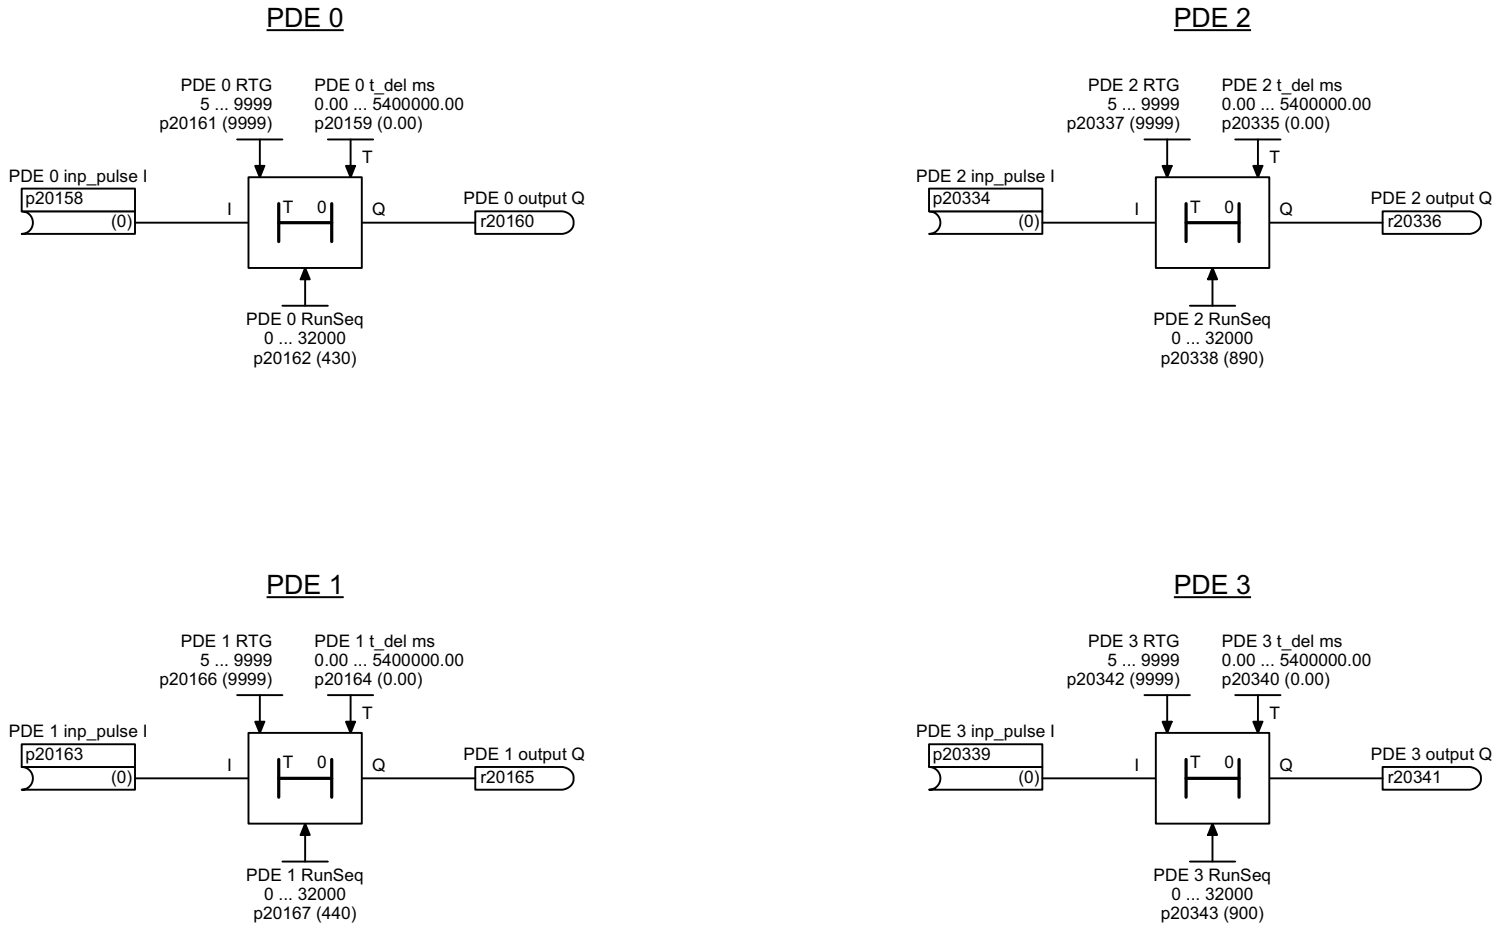 PDE 0
PDE 0 RTG
5 ... 9999
p20161 (9999)
PDE 0 t_del ms
0.00 ... 5400000.00
p20159 (0.00)
T
PDE 0 inp_pulse I
p20158
(0)
I
T 0
Q
PDE 0 output Q
r20160
PDE 0 RunSeq
0 ... 32000
p20162 (430)
PDE 2
PDE 2 RTG
5 ... 9999
p20337 (9999)
PDE 2 t_del ms
0.00 ... 5400000.00
p20335 (0.00)
T
PDE 2 inp_pulse I
p20334
(0)
I
T 0
Q
PDE 2 output Q
r20336
PDE 2 RunSeq
0 ... 32000
p20338 (890)
PDE 1
PDE 1 RTG
5 ... 9999
p20166 (9999)
PDE 1 t_del ms
0.00 ... 5400000.00
p20164 (0.00)
T
PDE 1 inp_pulse I
p20163
(0)
I
T 0
Q
PDE 1 output Q
r20165
PDE 1 RunSeq
0 ... 32000
p20167 (440)
PDE 3
PDE 3 RTG
5 ... 9999
p20342 (9999)
PDE 3 t_del ms
0.00 ... 5400000.00
p20340 (0.00)
T
PDE 3 inp_pulse I
p20339
(0)
I
T 0
Q
PDE 3 output Q
r20341
PDE 3 RunSeq
0 ... 32000
p20343 (900)